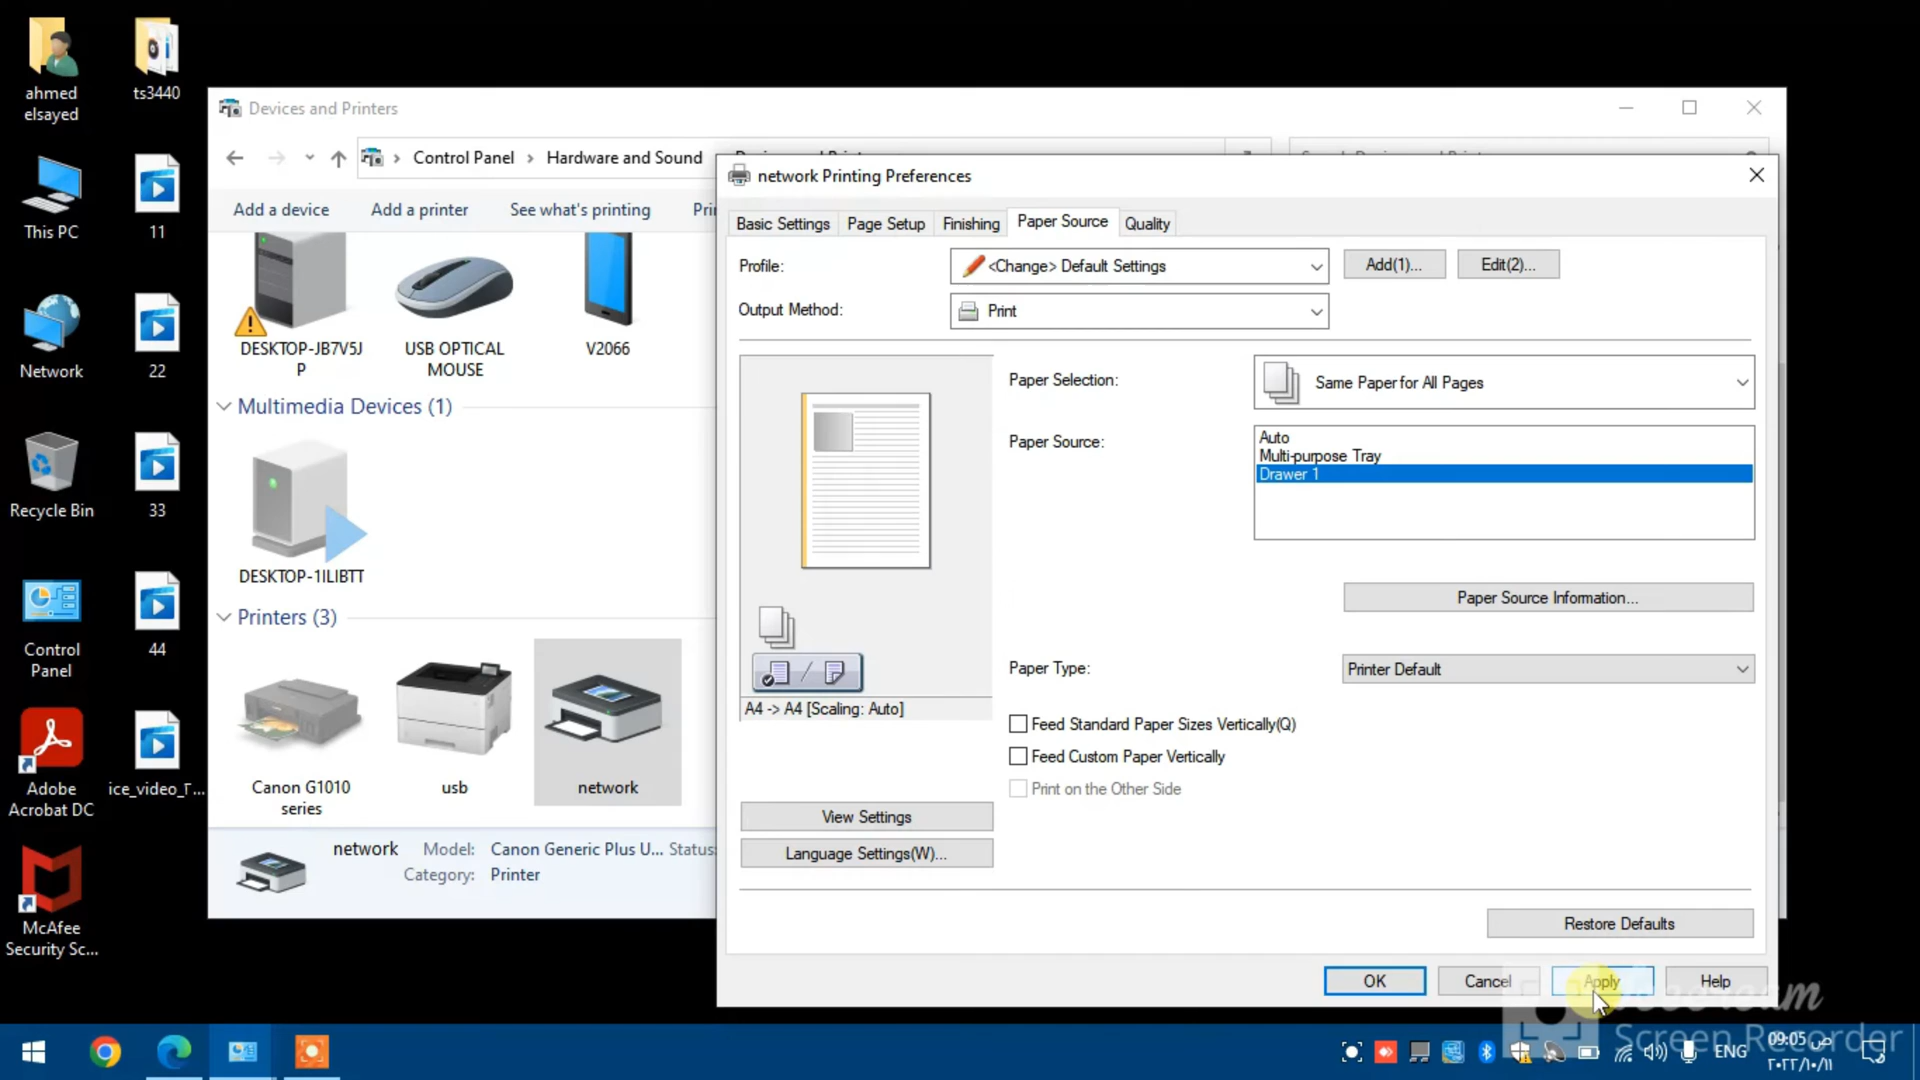 ahmed
elsayed
ts3440
This PC
11
Network
22
Recycle Bin
33
Control
Panel
44
Adobe
Acrobat DC
ice_video_٢...
McAfee
Security Sc...
Devices and Printers
Control Panel
Hardware and Sound
Add a device
Add a printer
See what's printing
Pri
DESKTOP-JB7V5J
P
USB OPTICAL
MOUSE
V2066
Multimedia Devices (1)
DESKTOP-1ILIBTT
Printers (3)
Canon G1010
series
usb
network
network
Model:
Canon Generic Plus U...
Status:
Category:
Printer
network Printing Preferences
Basic Settings
Page Setup
Finishing
Paper Source
Quality
Profile:
<Change> Default Settings
Add(1)...
Edit(2)...
Output Method:
Print
Paper Selection:
Same Paper for All Pages
Paper Source:
Auto
Multi-purpose Tray
Drawer 1
Paper Source Information...
Paper Type:
Printer Default
A4 -> A4 [Scaling: Auto]
Feed Standard Paper Sizes Vertically(Q)
Feed Custom Paper Vertically
Print on the Other Side
View Settings
Language Settings(W)...
Restore Defaults
OK
Cancel
Apply
Help
Screen Recorder
ENG
09:05 ص
٢٠٢٢/١٠/١١